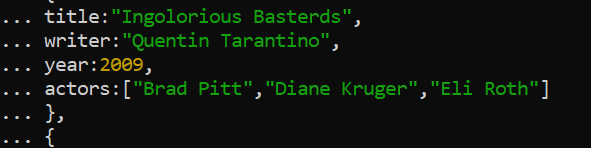 ... title:"Ingolorious Basterds",
... writer:"Quentin Tarantino",
... year:2009,
... actors:["Brad Pitt","Diane Kruger","Eli Roth"]
... },
... {